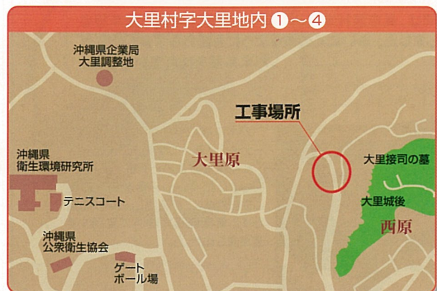 大里村字大里地内❶〜❹
沖縄県企業局
大里調整地
工事場所
大里原
大里按司の墓
沖縄県
衛生環境研究所
テニスコート
大里城後
西原
沖縄県
公衆衛生協会
ゲート
ボール場